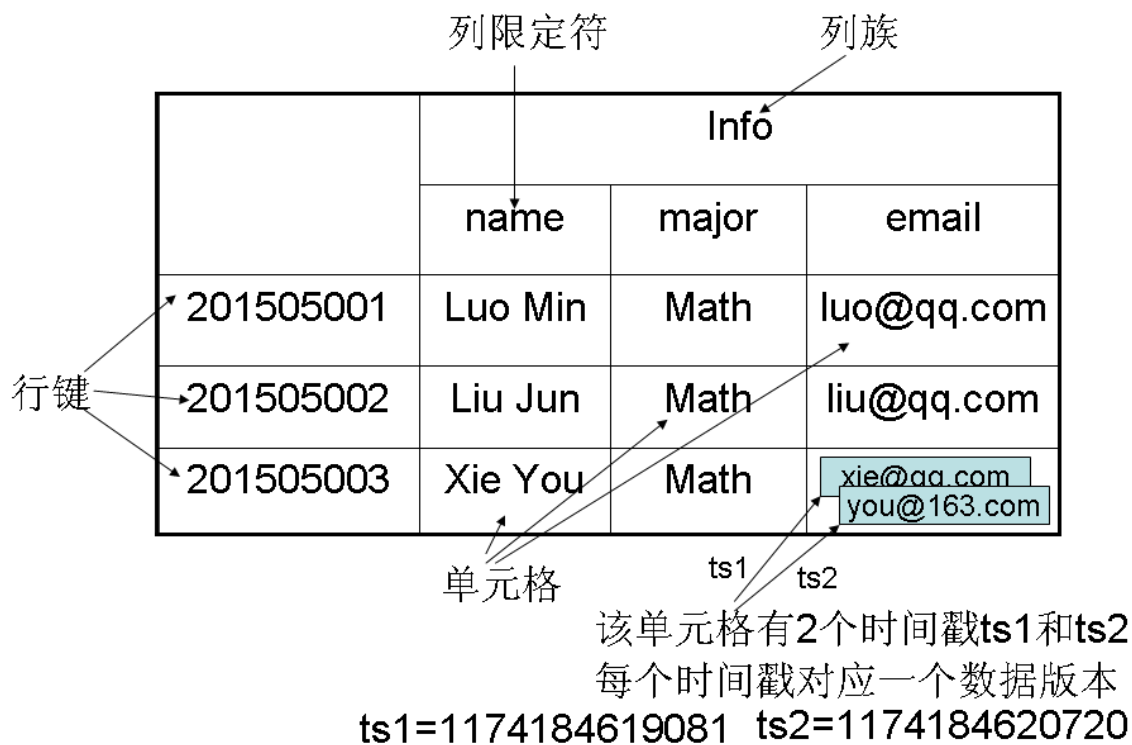 列限定符 列族
Info
name major email
201505001 Luo Min Math luo@qq.com
行键
201505002 Liu Jun Math liu@qq.com
201505003 Xie You Math xie@qq.com
you@163.com
单元格 ts1 ts2
该单元格有2个时间戳ts1和ts2
每个时间戳对应一个数据版本
ts1=1174184619081 ts2=1174184620720